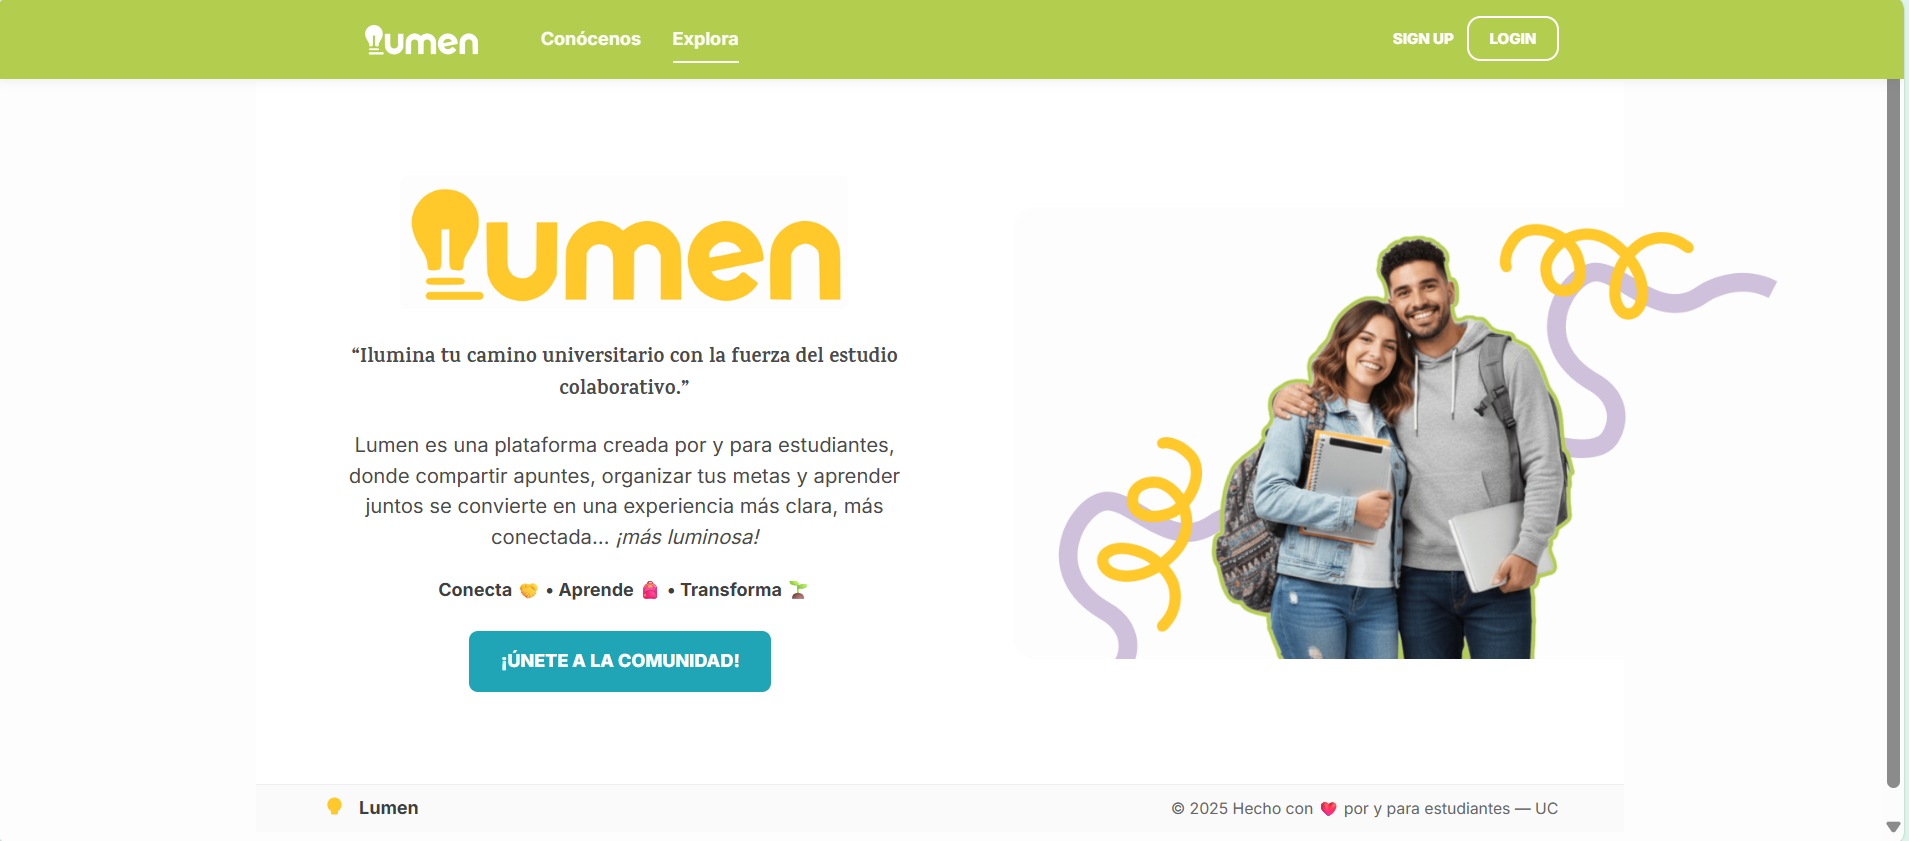 Lumen
Conócenos
Explora
SIGN UP
LOGIN
Lumen
“Ilumina tu camino universitario con la fuerza del estudio
colaborativo.”
Lumen es una plataforma creada por y para estudiantes,
donde compartir apuntes, organizar tus metas y aprender
juntos se convierte en una experiencia más clara, más
conectada... ¡más luminosa!
Conecta 🤝 • Aprende 🎒 • Transforma 🌱
¡ÚNETE A LA COMUNIDAD!
Lumen
© 2025 Hecho con ❤️ por y para estudiantes — UC